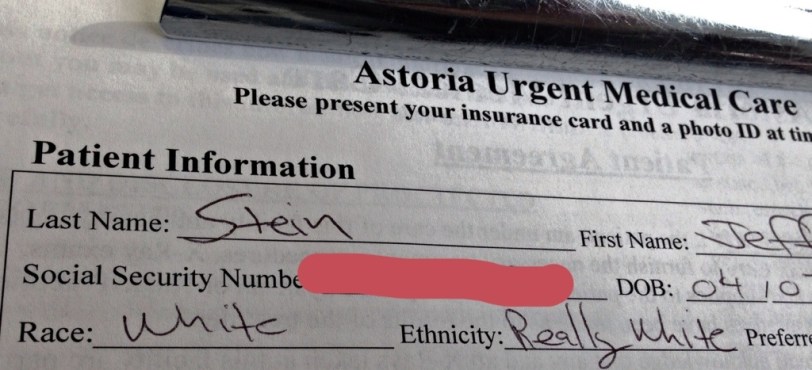 Astoria Urgent Medical Care
Please present your insurance card and a photo ID at
Patient Information
Last Name: Stein First Name: Jeff
Social Security DOB: 04 10
Race: White Ethnicity: Really White